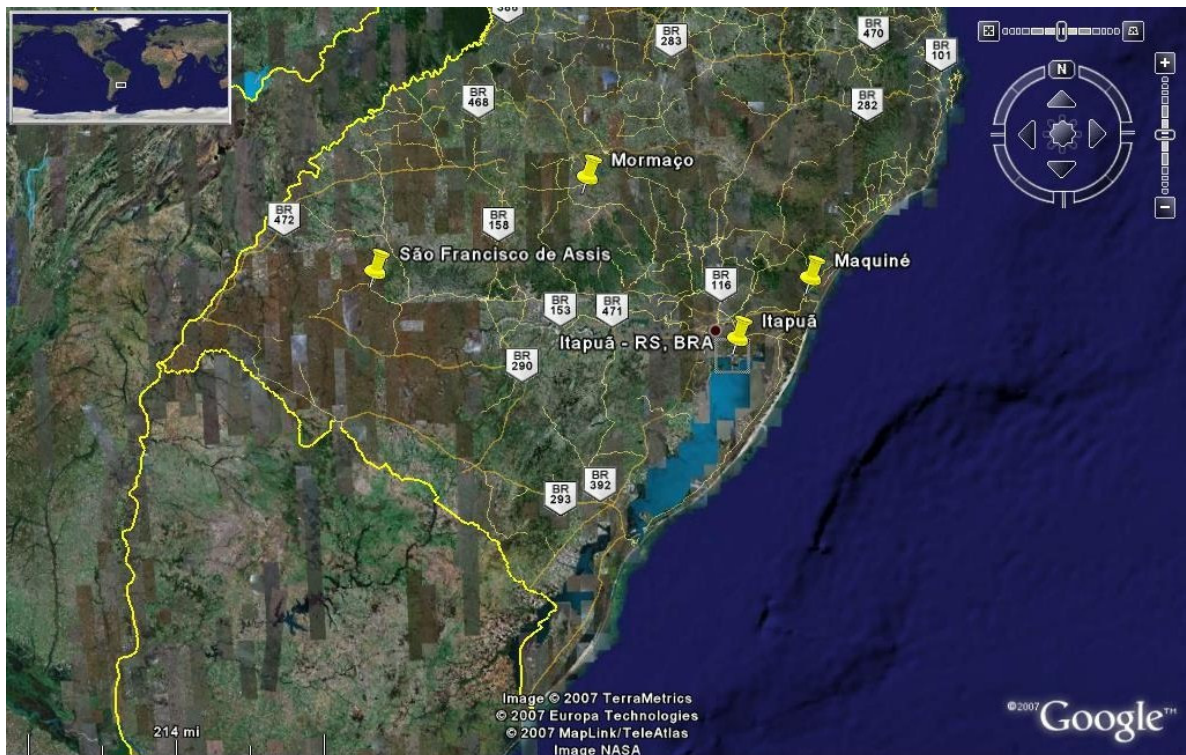 386
BR
283
BR
470
BR
101
N
BR
468
BR
282
Mormaço
BR
472
BR
158
São Francisco de Assis
Maquiné
BR
116
BR
153
BR
471
Itapuã
Itapuã - RS, BRA
BR
290
BR
293
BR
392
Image © 2007 TerraMetrics
© 2007 Europa Technologies
© 2007 MapLink/TeleAtlas
Image NASA
214 mi
©2007 Google™